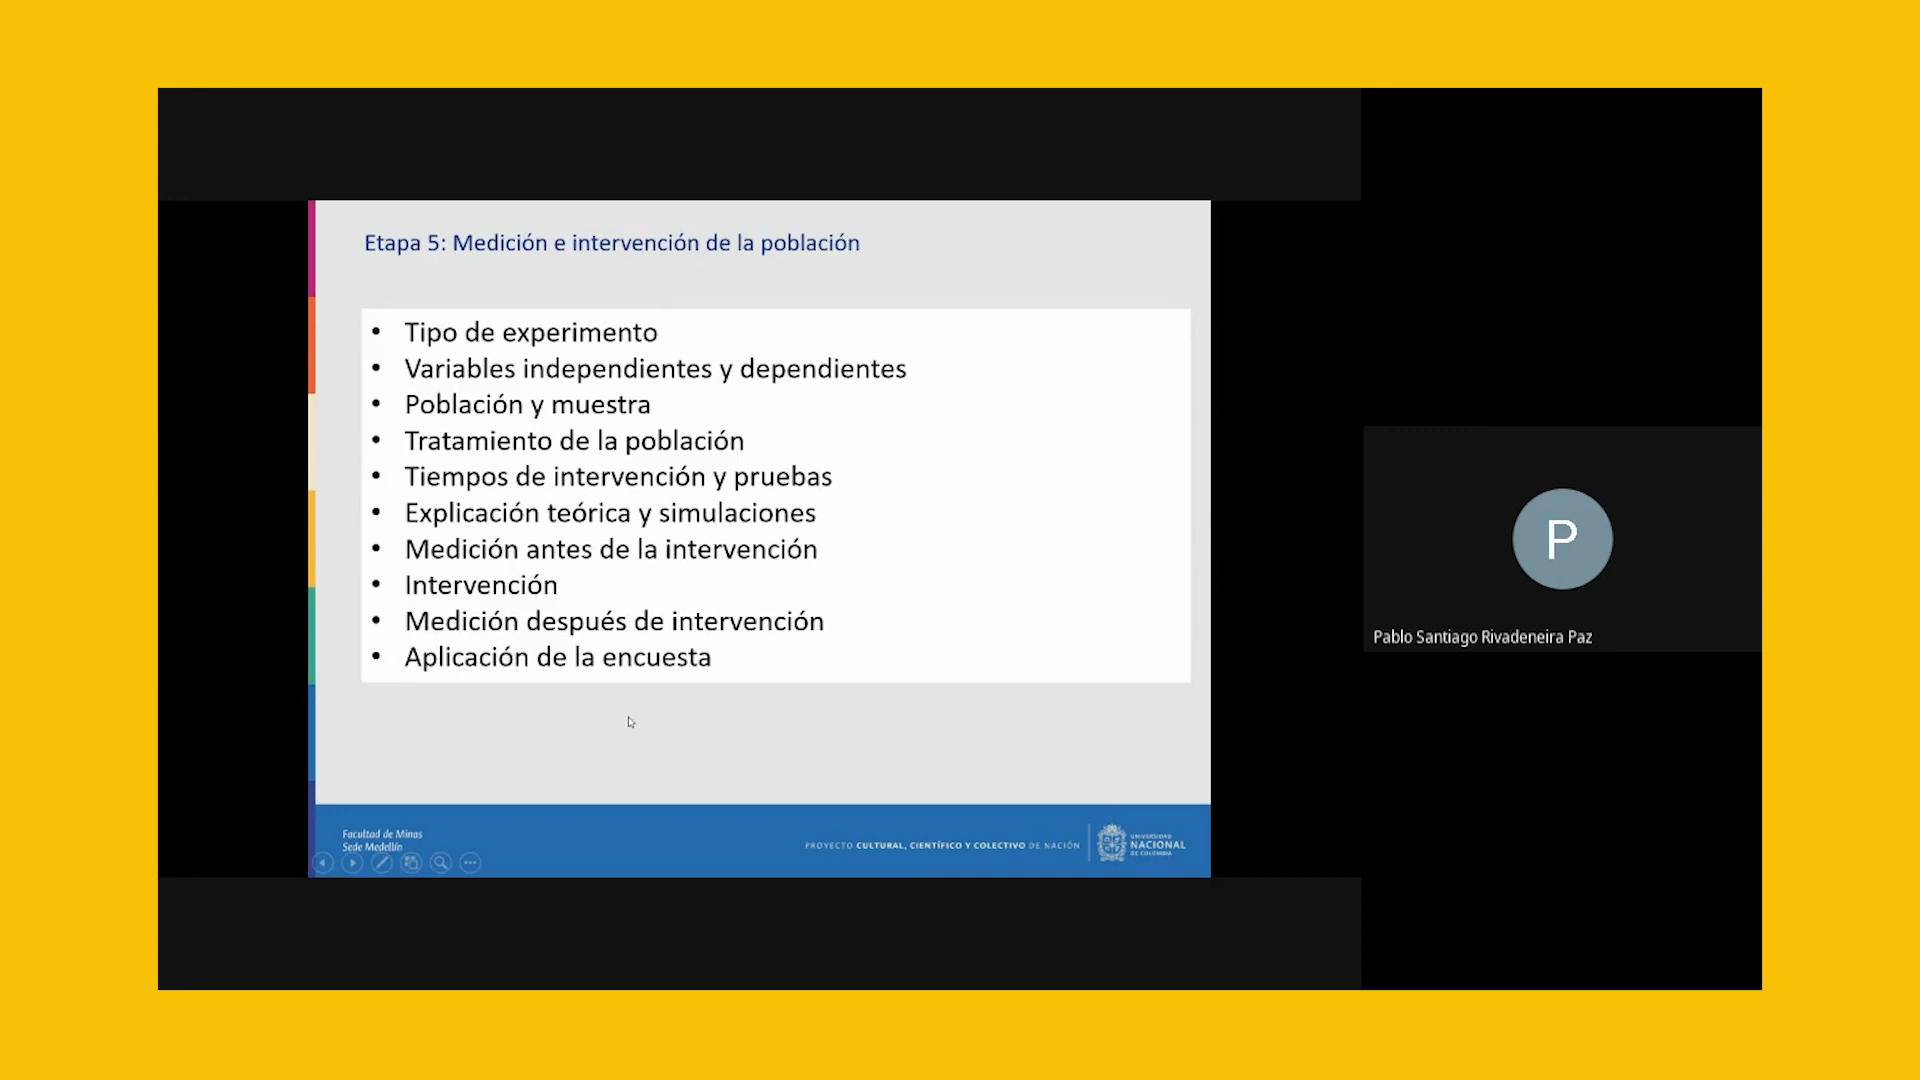 Etapa 5: Medición e intervención de la población
• Tipo de experimento
• Variables independientes y dependientes
• Población y muestra
• Tratamiento de la población
• Tiempos de intervención y pruebas
• Explicación teórica y simulaciones
• Medición antes de la intervención
• Intervención
• Medición después de intervención
• Aplicación de la encuesta
P
Pablo Santiago Rivadeneira Paz
Facultad de Minas
Sede Medellín
PROYECTO CULTURAL, CIENTÍFICO Y COLECTIVO DE NACIÓN
UNIVERSIDAD
NACIONAL
DE COLOMBIA